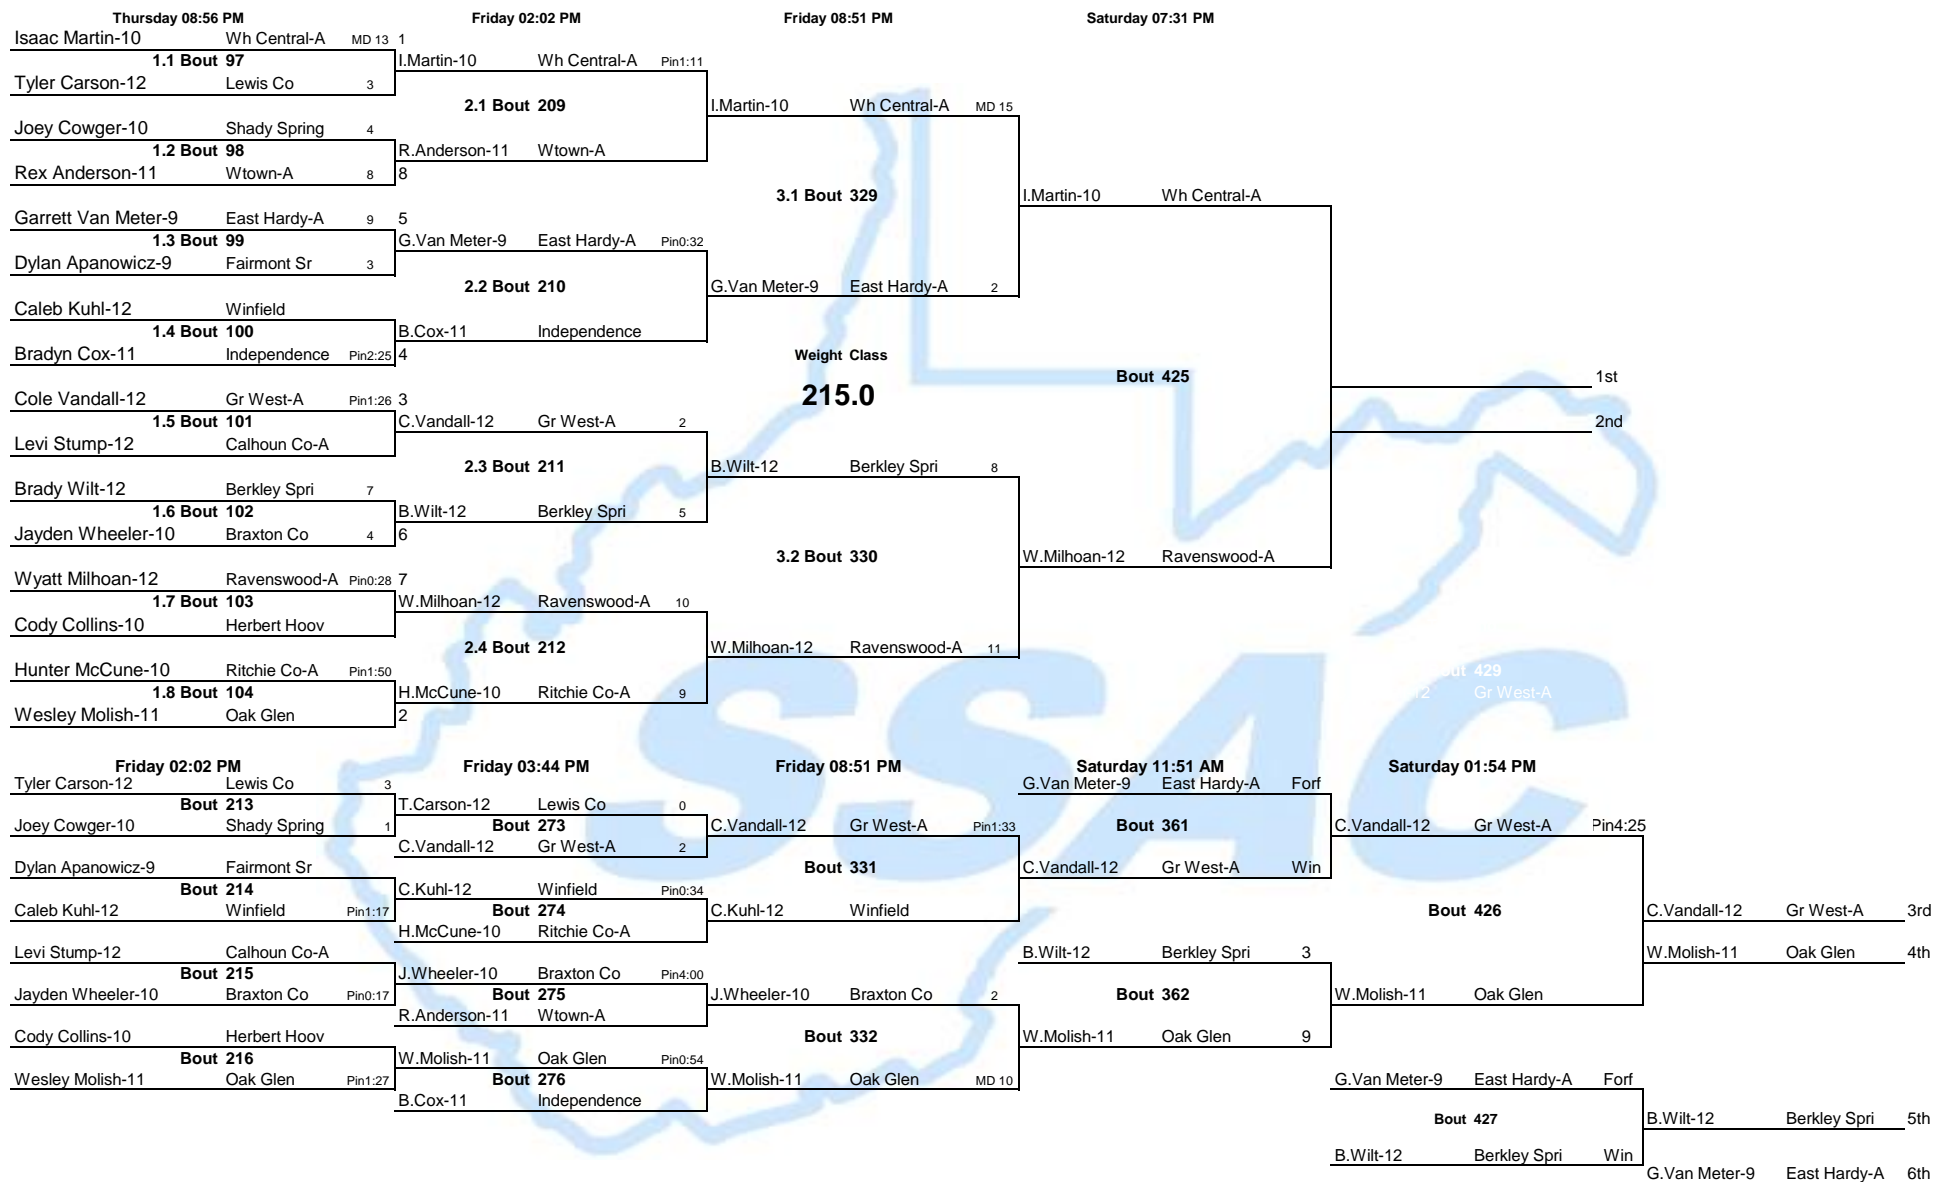 Thursday 08:56 PM Friday 02:02 PM Friday 08:51 PM Saturday 07:31 PM
Isaac Martin-10 Wh Central-A MD 13 1
1.1 Bout 97 I.Martin-10 Wh Central-A Pin1:11
Tyler Carson-12 Lewis Co 3
2.1 Bout 209 I.Martin-10 Wh Central-A MD 15
Joey Cowger-10 Shady Spring 4
1.2 Bout 98 R.Anderson-11 Wtown-A
Rex Anderson-11 Wtown-A 8 8
3.1 Bout 329 I.Martin-10 Wh Central-A
Garrett Van Meter-9 East Hardy-A 9 5
1.3 Bout 99 G.Van Meter-9 East Hardy-A Pin0:32
Dylan Apanowicz-9 Fairmont Sr 3
2.2 Bout 210 G.Van Meter-9 East Hardy-A 2
Caleb Kuhl-12 Winfield
1.4 Bout 100 B.Cox-11 Independence
Bradyn Cox-11 Independence Pin2:25 4 Weight Class
Bout 425 1st
Cole Vandall-12 Gr West-A Pin1:26 3 215.0
1.5 Bout 101 C.Vandall-12 Gr West-A 2 2nd
Levi Stump-12 Calhoun Co-A
2.3 Bout 211 B.Wilt-12 Berkley Spri 8
Brady Wilt-12 Berkley Spri 7
1.6 Bout 102 B.Wilt-12 Berkley Spri 5
Jayden Wheeler-10 Braxton Co 4 6
3.2 Bout 330 W.Milhoan-12 Ravenswood-A
Wyatt Milhoan-12 Ravenswood-A Pin0:28 7
1.7 Bout 103 W.Milhoan-12 Ravenswood-A 10
Cody Collins-10 Herbert Hoov
2.4 Bout 212 W.Milhoan-12 Ravenswood-A 11
Hunter McCune-10 Ritchie Co-A Pin1:50 429
1.8 Bout 104 H.McCune-10 Ritchie Co-A 9 Gr West-A
Wesley Molish-11 Oak Glen 2
SSAC
Friday 02:02 PM Friday 03:44 PM Friday 08:51 PM Saturday 11:51 AM Saturday 01:54 PM
Tyler Carson-12 Lewis Co 3 G.Van Meter-9 East Hardy-A Forf
Bout 213 T.Carson-12 Lewis Co 0
Joey Cowger-10 Shady Spring 1 Bout 273 C.Vandall-12 Gr West-A Pin1:33 Bout 361 C.Vandall-12 Gr West-A Pin4:25
C.Vandall-12 Gr West-A 2
Dylan Apanowicz-9 Fairmont Sr Bout 331 C.Vandall-12 Gr West-A Win
Bout 214 C.Kuhl-12 Winfield Pin0:34
Caleb Kuhl-12 Winfield Pin1:17 Bout 274 C.Kuhl-12 Winfield Bout 426 C.Vandall-12 Gr West-A 3rd
H.McCune-10 Ritchie Co-A
Levi Stump-12 Calhoun Co-A B.Wilt-12 Berkley Spri 3 W.Molish-11 Oak Glen 4th
Bout 215 J.Wheeler-10 Braxton Co Pin4:00
Jayden Wheeler-10 Braxton Co Pin0:17 Bout 275 J.Wheeler-10 Braxton Co 2 Bout 362 W.Molish-11 Oak Glen
R.Anderson-11 Wtown-A
Cody Collins-10 Herbert Hoov Bout 332 W.Molish-11 Oak Glen 9
Bout 216 W.Molish-11 Oak Glen Pin0:54
Wesley Molish-11 Oak Glen Pin1:27 Bout 276 W.Molish-11 Oak Glen MD 10 G.Van Meter-9 East Hardy-A Forf
B.Cox-11 Independence
Bout 427 B.Wilt-12 Berkley Spri 5th
B.Wilt-12 Berkley Spri Win
G.Van Meter-9 East Hardy-A 6th